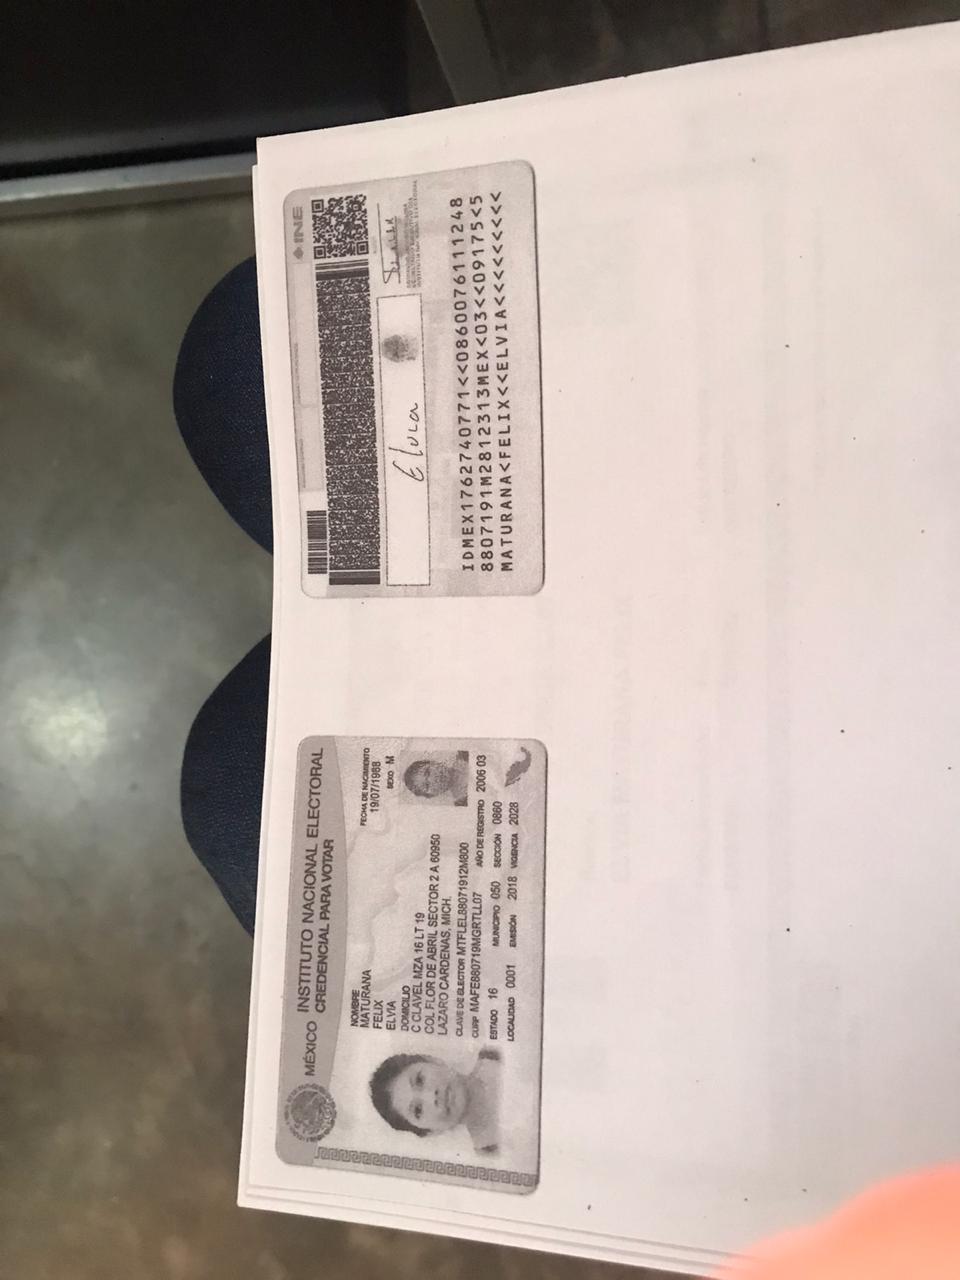 MÉXICO INSTITUTO NACIONAL ELECTORAL
CREDENCIAL PARA VOTAR
NOMBRE
MATURANA
FELIX
ELVIA
FECHA DE NACIMIENTO
19/07/1988
SEXO M
DOMICILIO
C CLAVEL MZA 16 LT 19
COL FLOR DE ABRIL SECTOR 2 A 60950
LAZARO CARDENAS, MICH.
CLAVE DE ELECTOR MTFLEL88071912M800
CURP MAFE880719MGRTLL07
AÑO DE REGISTRO 2006 03
ESTADO 16 MUNICIPIO 050 SECCIÓN 0860
LOCALIDAD 0001 EMISIÓN 2018 VIGENCIA 2028
INE
Elvia
IDMEX1762740771<<0860076111248
8807191M2812313MEX<03<<09175<5
MATURANA<FELIX<<ELVIA<<<<<<<<<